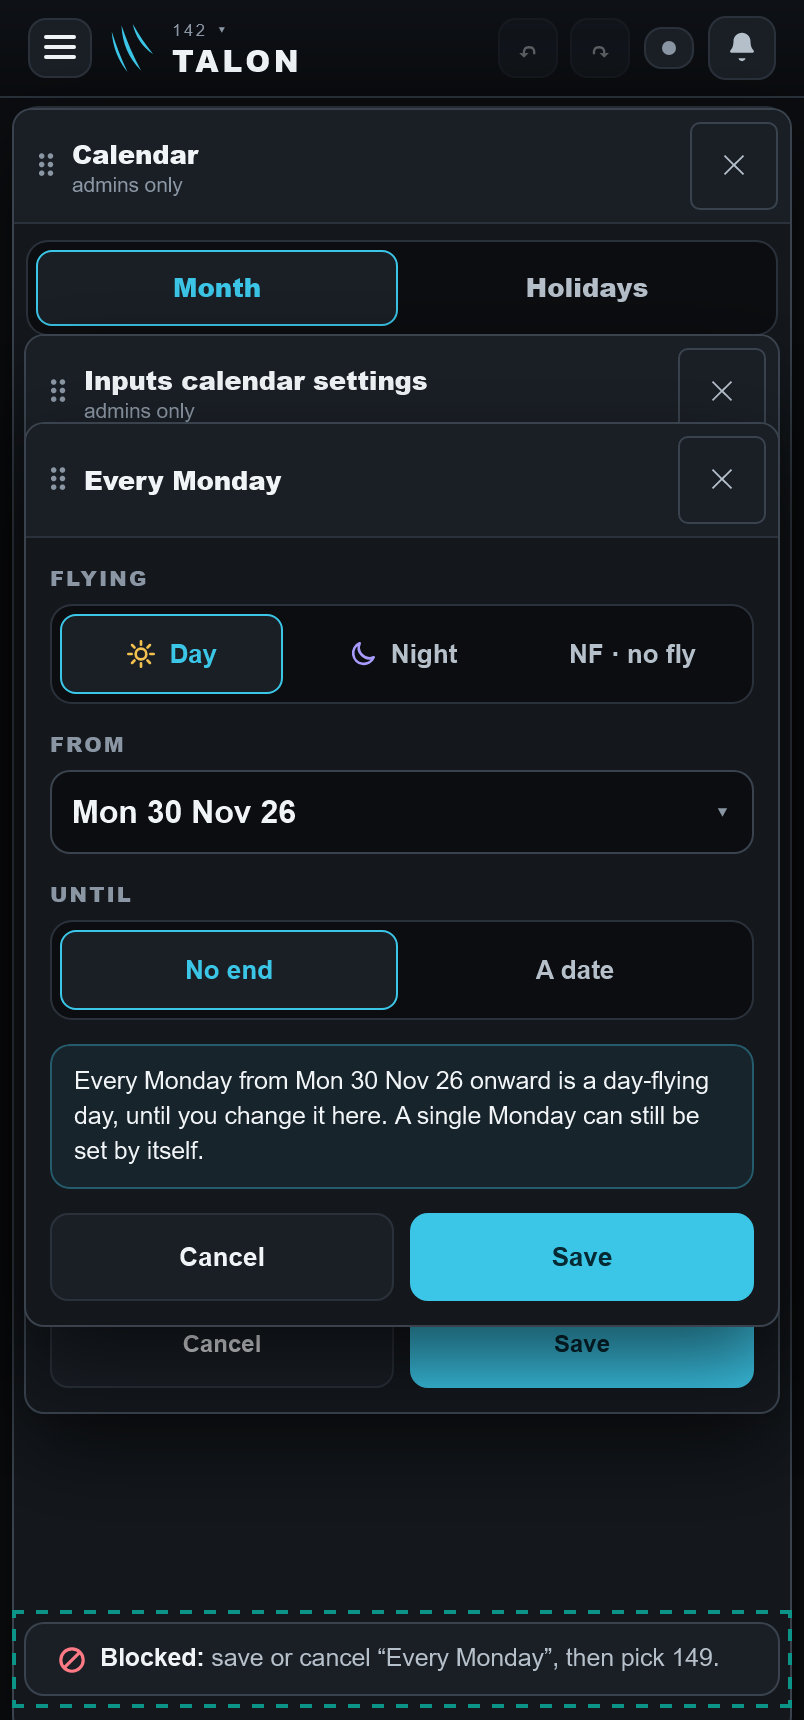 142 ▾
TALON
Calendar
admins only
Month
Holidays
Inputs calendar settings
admins only
Every Monday
FLYING
Day
Night
NF · no fly
FROM
Mon 30 Nov 26 ▾
UNTIL
No end
A date
Every Monday from Mon 30 Nov 26 onward is a day-flying
day, until you change it here. A single Monday can still be
set by itself.
Cancel
Save
Cancel
Save
Blocked: save or cancel “Every Monday”, then pick 149.